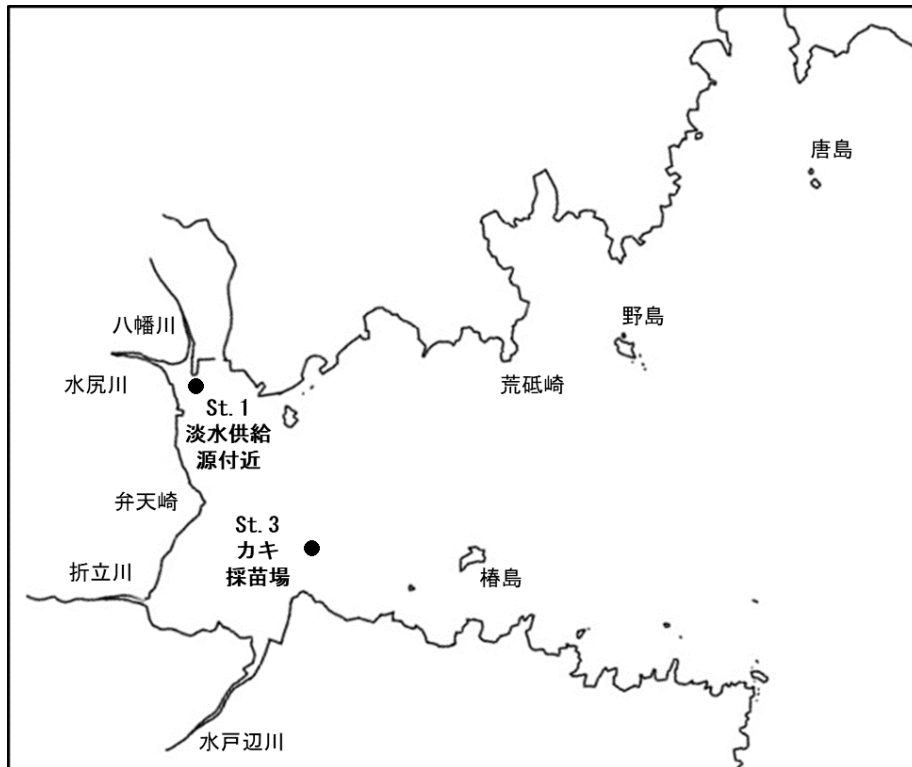 唐島
八幡川
野島
水尻川
荒砥崎
St. 1
淡水供給
源付近
弁天崎
St. 3
カキ
採苗場
折立川
椿島
水戸辺川